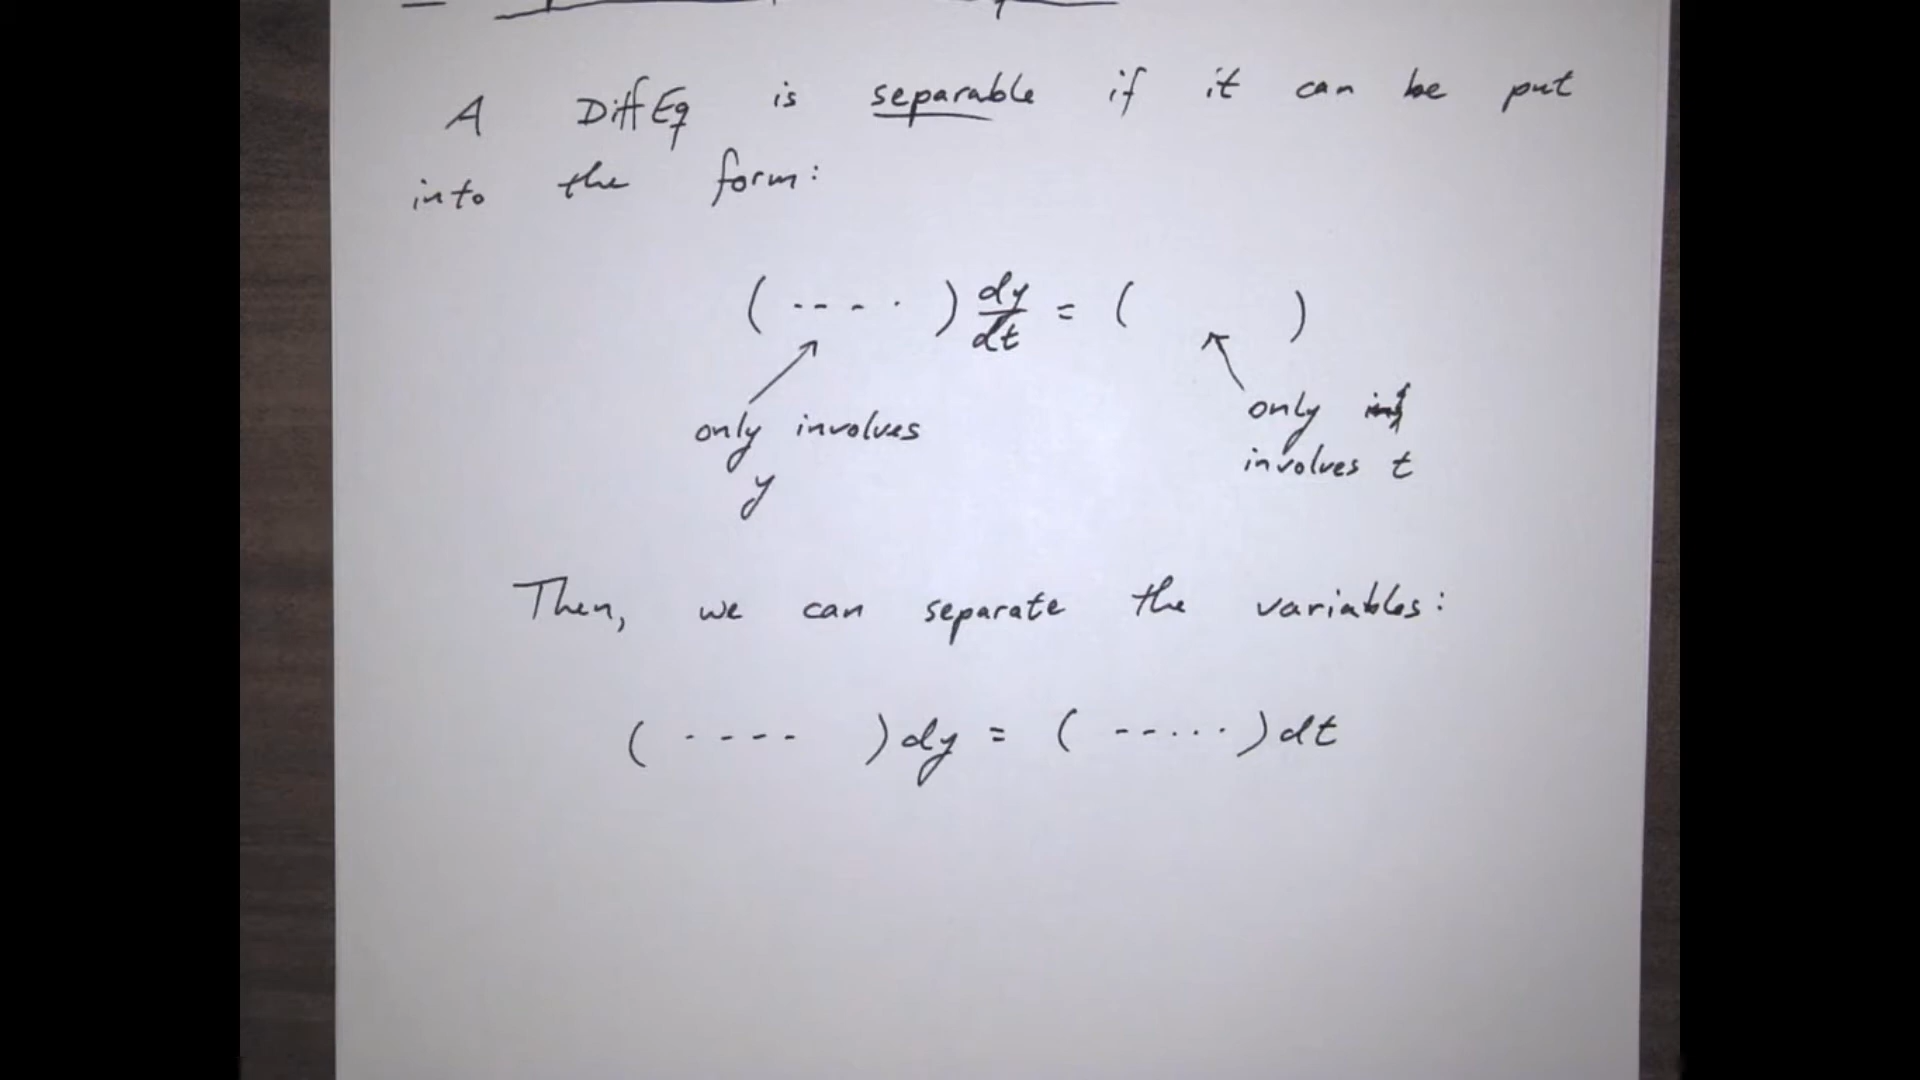 A DiffEq is separable if it can be put
into the form:
( ---- · ) dy/dt = (      )
only involves
y
only
involves t
Then, we can separate the variables:
( ---- ) dy = ( --··· ) dt